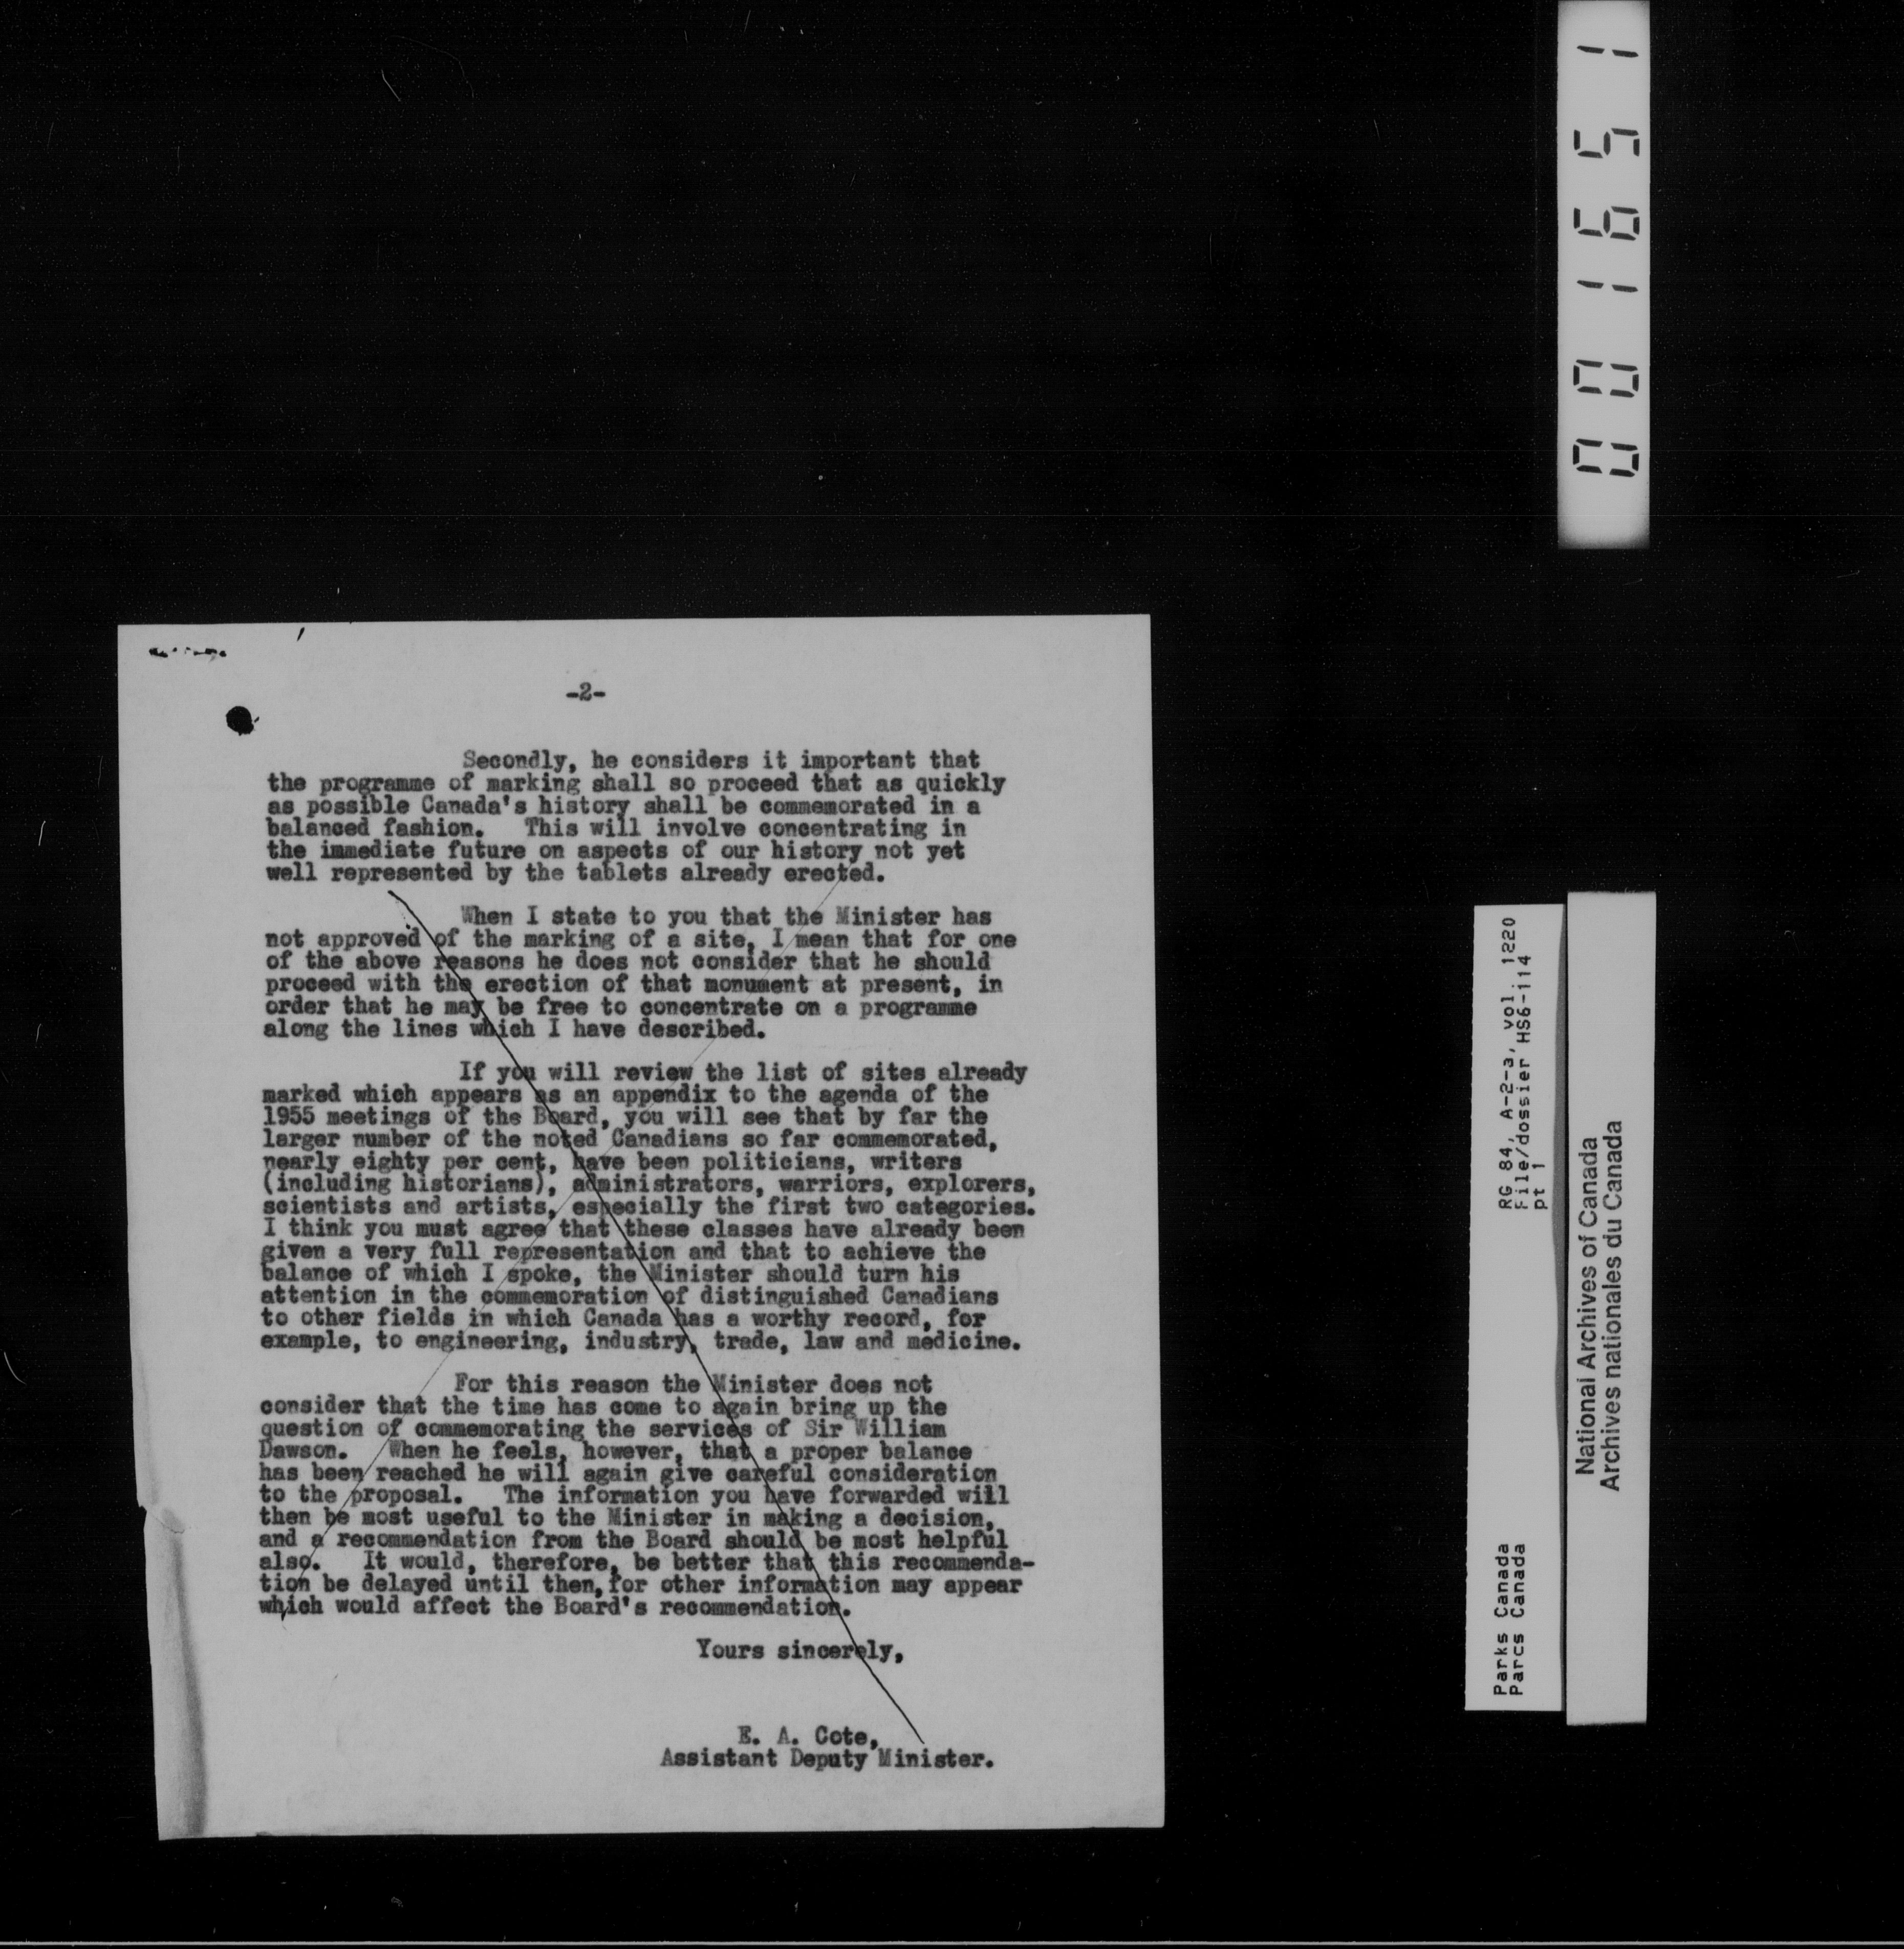 001651
-2-
Secondly, he considers it important that
the programme of marking shall so proceed that as quickly
as possible Canada's history shall be commemorated in a
balanced fashion. This will involve concentrating in
the immediate future on aspects of our history not yet
well represented by the tablets already erected.
When I state to you that the Minister has
not approved of the marking of a site, I mean that for one
of the above reasons he does not consider that he should
proceed with the erection of that monument at present, in
order that he may be free to concentrate on a programme
along the lines which I have described.
If you will review the list of sites already
marked which appears as an appendix to the agenda of the
1955 meetings of the Board, you will see that by far the
larger number of the noted Canadians so far commemorated,
nearly eighty per cent, have been politicians, writers
(including historians), administrators, warriors, explorers,
scientists and artists, especially the first two categories.
I think you must agree that these classes have already been
given a very full representation and that to achieve the
balance of which I spoke, the Minister should turn his
attention in the commemoration of distinguished Canadians
to other fields in which Canada has a worthy record, for
example, to engineering, industry, trade, law and medicine.
For this reason the Minister does not
consider that the time has come to again bring up the
question of commemorating the services of Sir William
Dawson. When he feels, however, that a proper balance
has been reached he will again give careful consideration
to the proposal. The information you have forwarded will
then be most useful to the Minister in making a decision,
and a recommendation from the Board should be most helpful
also. It would, therefore, be better that this recommenda-
tion be delayed until then, for other information may appear
which would affect the Board's recommendation.
Yours sincerely,
E. A. Cote,
Assistant Deputy Minister.
Parks Canada
Parcs Canada
RG 84, A-2-a, vol. 1220
File/dossier HS6-114
pt 1
National Archives of Canada
Archives nationales du Canada